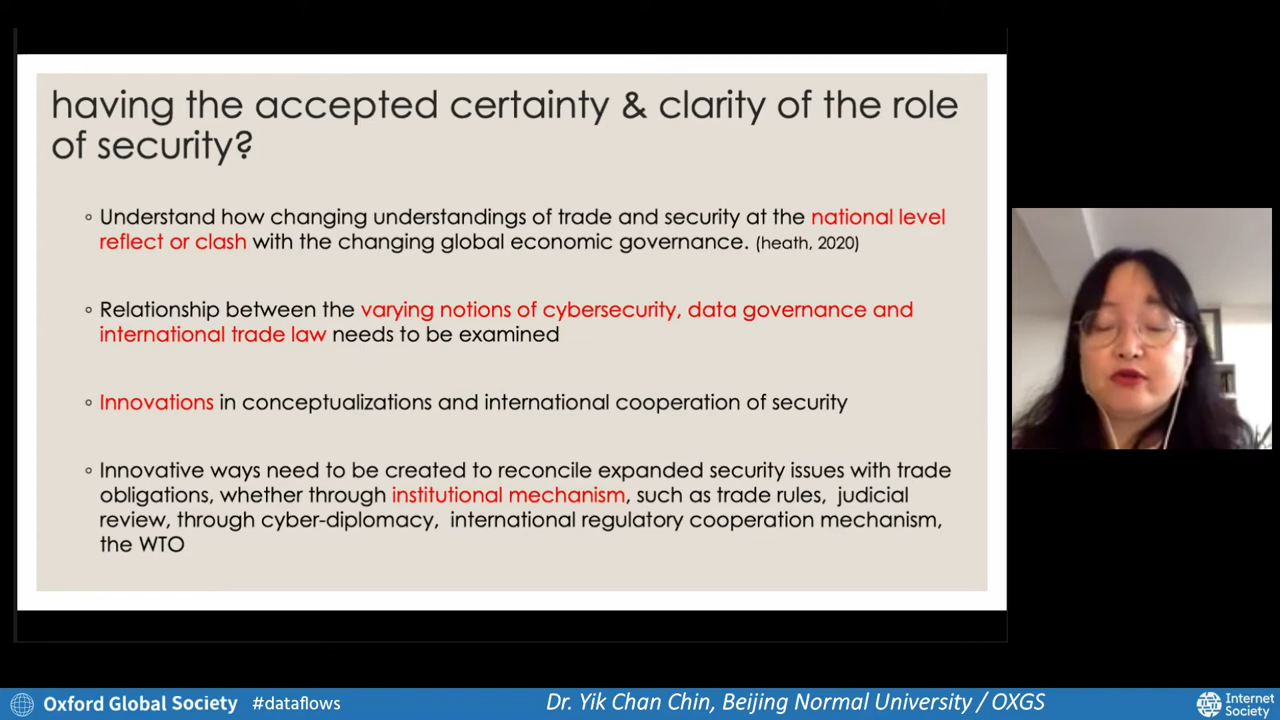 having the accepted certainty & clarity of the role
of security?
◦ Understand how changing understandings of trade and security at the national level
reflect or clash with the changing global economic governance. (heath, 2020)
◦ Relationship between the varying notions of cybersecurity, data governance and
international trade law needs to be examined
◦ Innovations in conceptualizations and international cooperation of security
◦ Innovative ways need to be created to reconcile expanded security issues with trade
obligations, whether through institutional mechanism, such as trade rules, judicial
review, through cyber-diplomacy, international regulatory cooperation mechanism,
the WTO
Oxford Global Society #dataflows Dr. Yik Chan Chin, Beijing Normal University / OXGS
Internet
Society